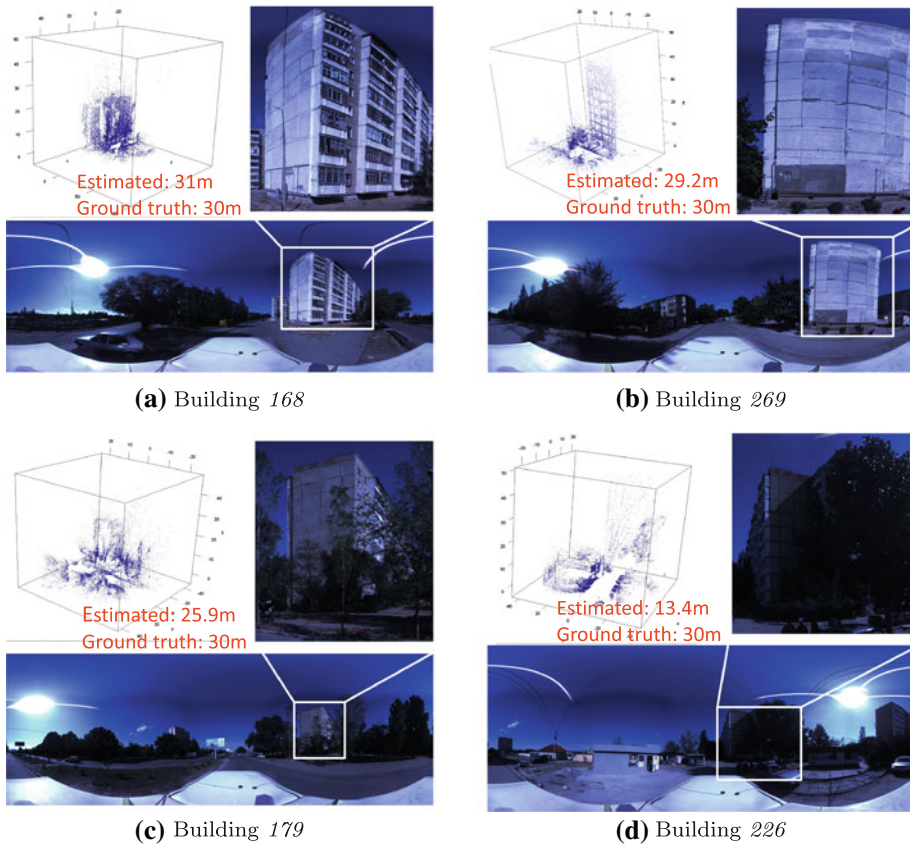 Estimated: 31m
Ground truth: 30m
Estimated: 29.2m
Ground truth: 30m
(a) Building 168
(b) Building 269
Estimated: 25.9m
Ground truth: 30m
Estimated: 13.4m
Ground truth: 30m
(c) Building 179
(d) Building 226